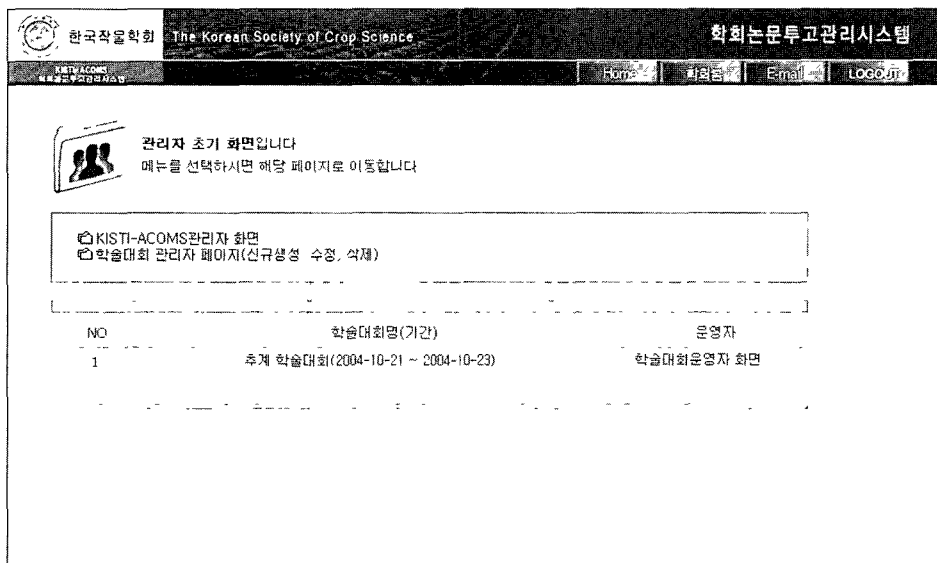 한국작물학회 The Korean Society of Crop Science 학회논문투고관리시스템
KISTI-ACOMS
Home E-mail LOGOUT
관리자 초기 화면입니다
메뉴를 선택하시면 해당 페이지로 이동합니다
KISTI-ACOMS관리자 화면
학술대회 관리자 페이지(신규생성 수정, 삭제)
NO 학술대회명(기간) 운영자
1 추계 학술대회(2004-10-21 ~ 2004-10-23) 학술대회운영자 화면